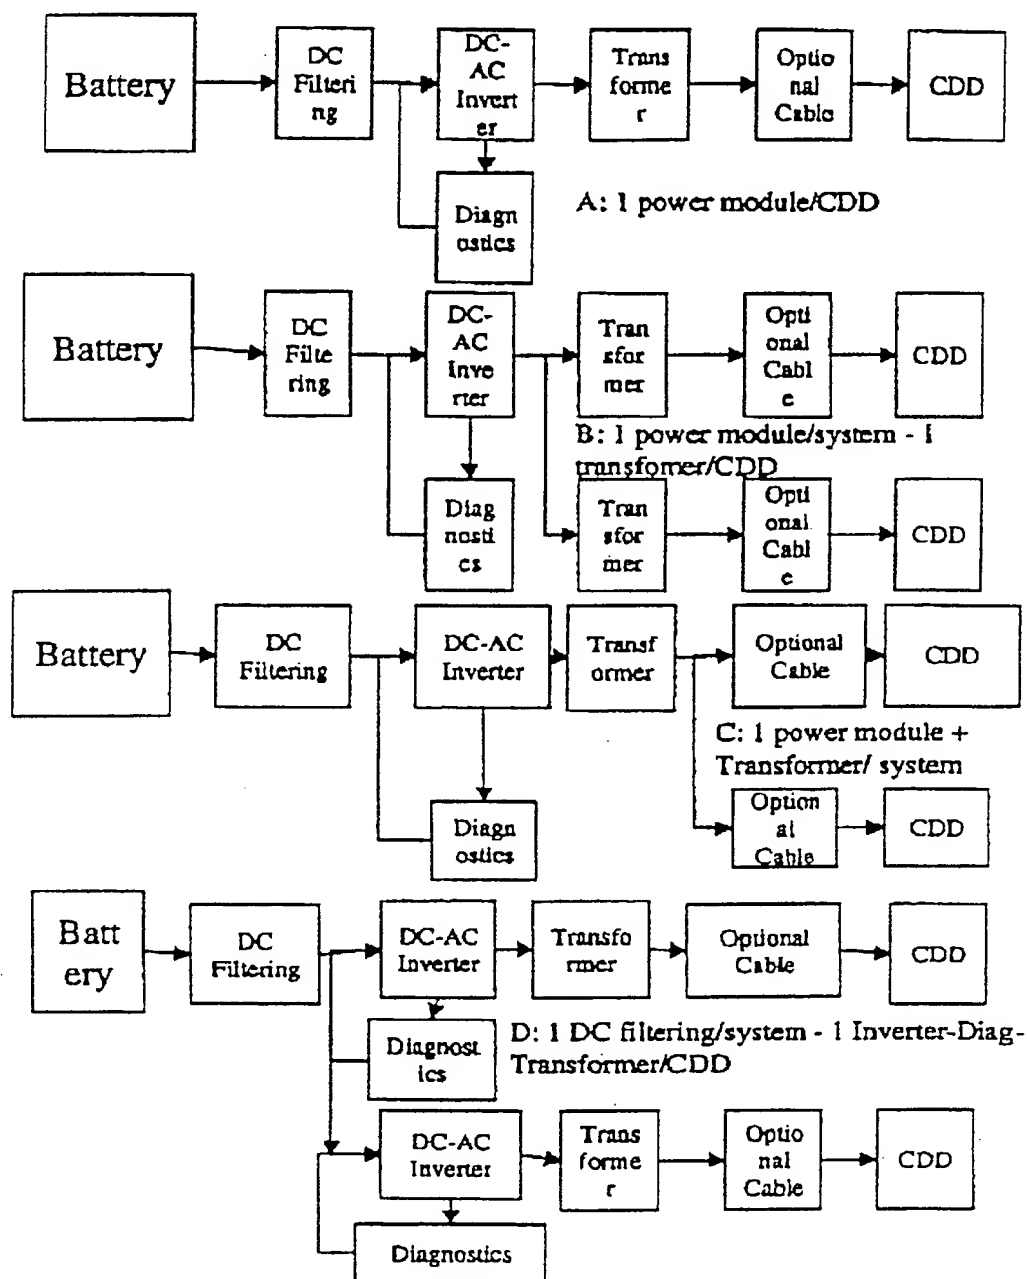 Battery
DC
Filteri
ng
DC-
AC
Invert
er
Trans
forme
r
Optio
nal
Cable
CDD
Diagn
ostics
A: 1 power module/CDD
Battery
DC
Filte
ring
DC-
AC
Inve
rter
Tran
sfor
mer
Opti
onal
Cabl
e
CDD
B: 1 power module/system - 1
transfomer/CDD
Diag
nosti
cs
Tran
sfor
mer
Opti
onal
Cabl
e
CDD
Battery
DC
Filtering
DC-AC
Inverter
Transf
ormer
Optional
Cable
CDD
C: 1 power module +
Transformer/ system
Diagn
ostics
Option
al
Cable
CDD
Batt
ery
DC
Filtering
DC-AC
Inverter
Transfo
rmer
Optional
Cable
CDD
Diagnost
ics
D: 1 DC filtering/system - 1 Inverter-Diag-
Transformer/CDD
DC-AC
Inverter
Trans
forme
r
Optio
nal
Cable
CDD
Diagnostics